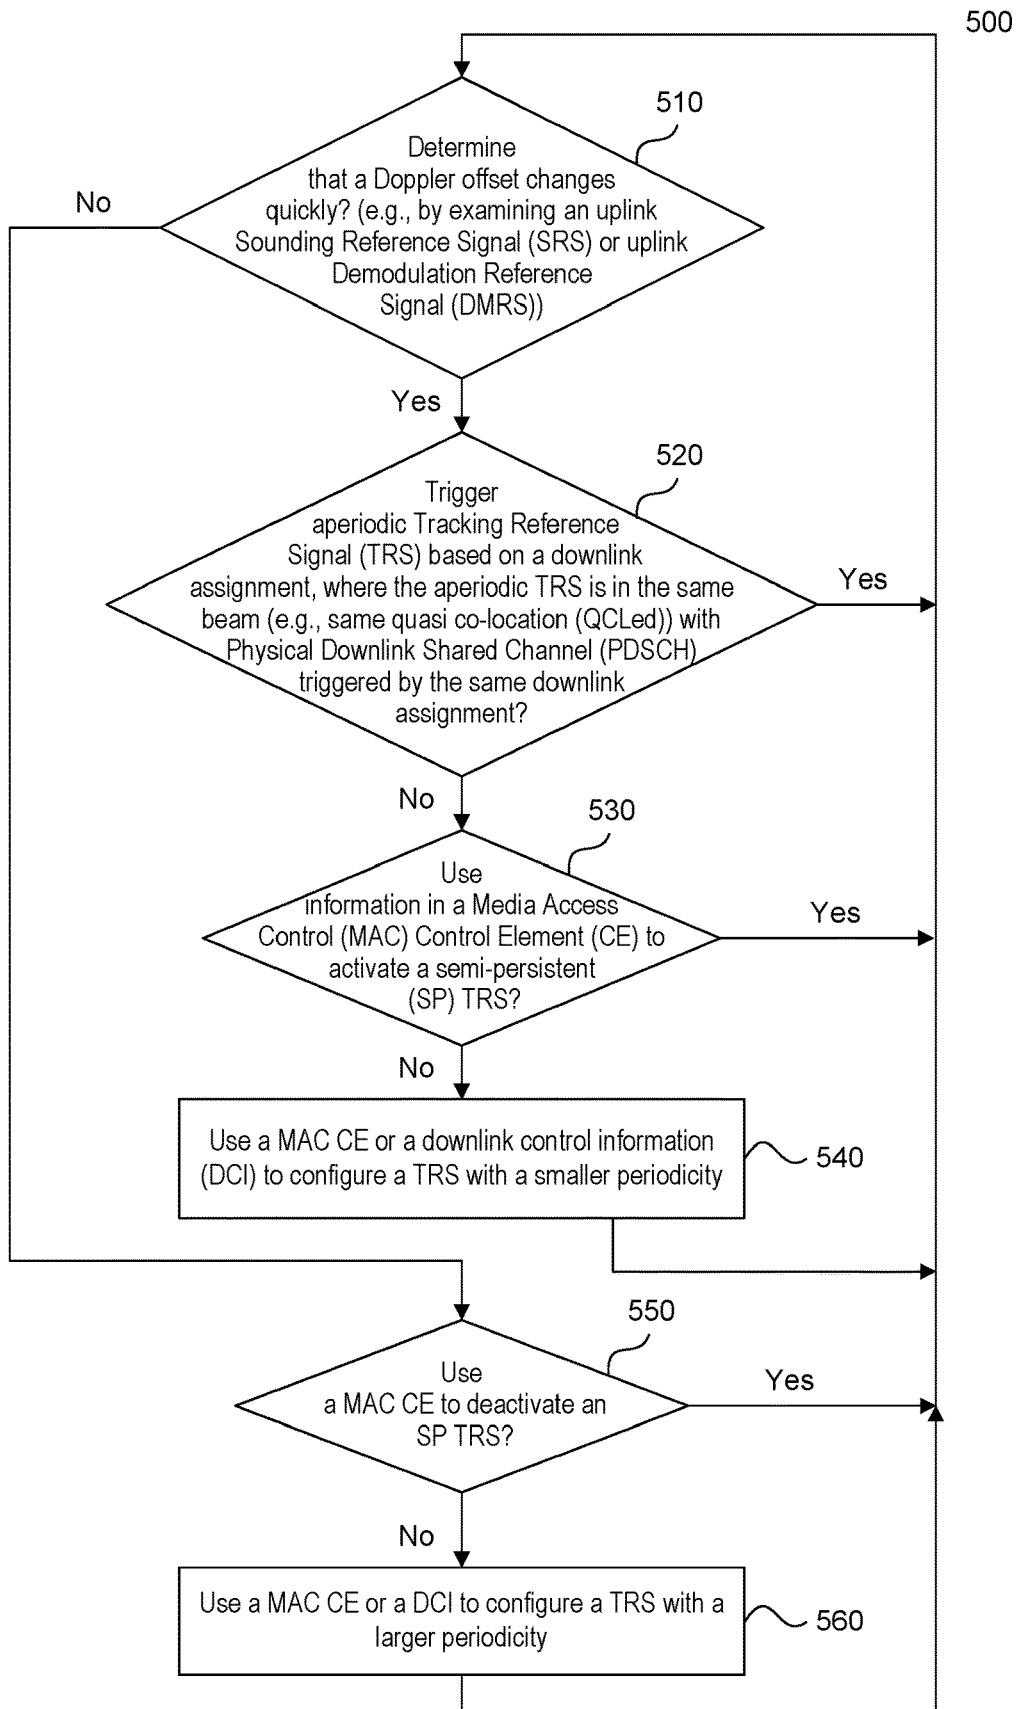 500
510
Determine
that a Doppler offset changes
quickly? (e.g., by examining an uplink
Sounding Reference Signal (SRS) or uplink
Demodulation Reference
Signal (DMRS))
No
Yes
520
Trigger
aperiodic Tracking Reference
Signal (TRS) based on a downlink
assignment, where the aperiodic TRS is in the same
beam (e.g., same quasi co-location (QCLed)) with
Physical Downlink Shared Channel (PDSCH)
triggered by the same downlink
assignment?
Yes
No
530
Use
information in a Media Access
Control (MAC) Control Element (CE) to
activate a semi-persistent
(SP) TRS?
Yes
No
Use a MAC CE or a downlink control information
(DCI) to configure a TRS with a smaller periodicity
540
550
Use
a MAC CE to deactivate an
SP TRS?
Yes
No
Use a MAC CE or a DCI to configure a TRS with a
larger periodicity
560